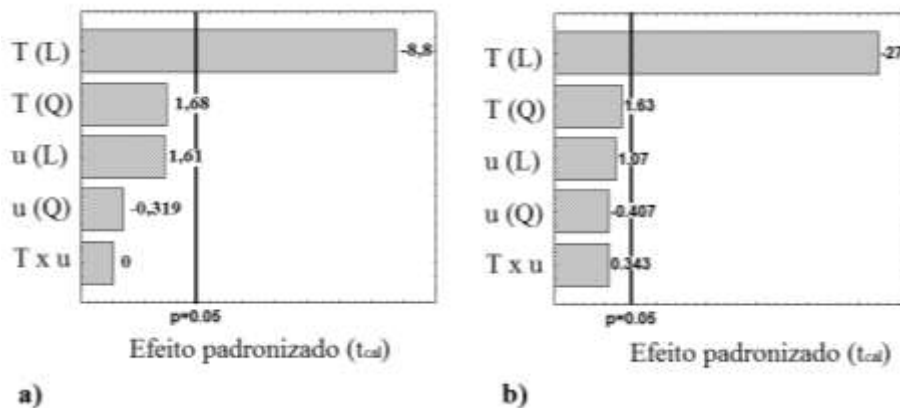 T (L)
-8,8
T (Q)
1,68
u (L)
1,61
u (Q)
-0,319
T x u
0
p=0.05
Efeito padronizado (tcal)
a)
T (L)
-27
T (Q)
1.63
u (L)
1.07
u (Q)
-0.407
T x u
0.343
p=0.05
Efeito padronizado (tcal)
b)